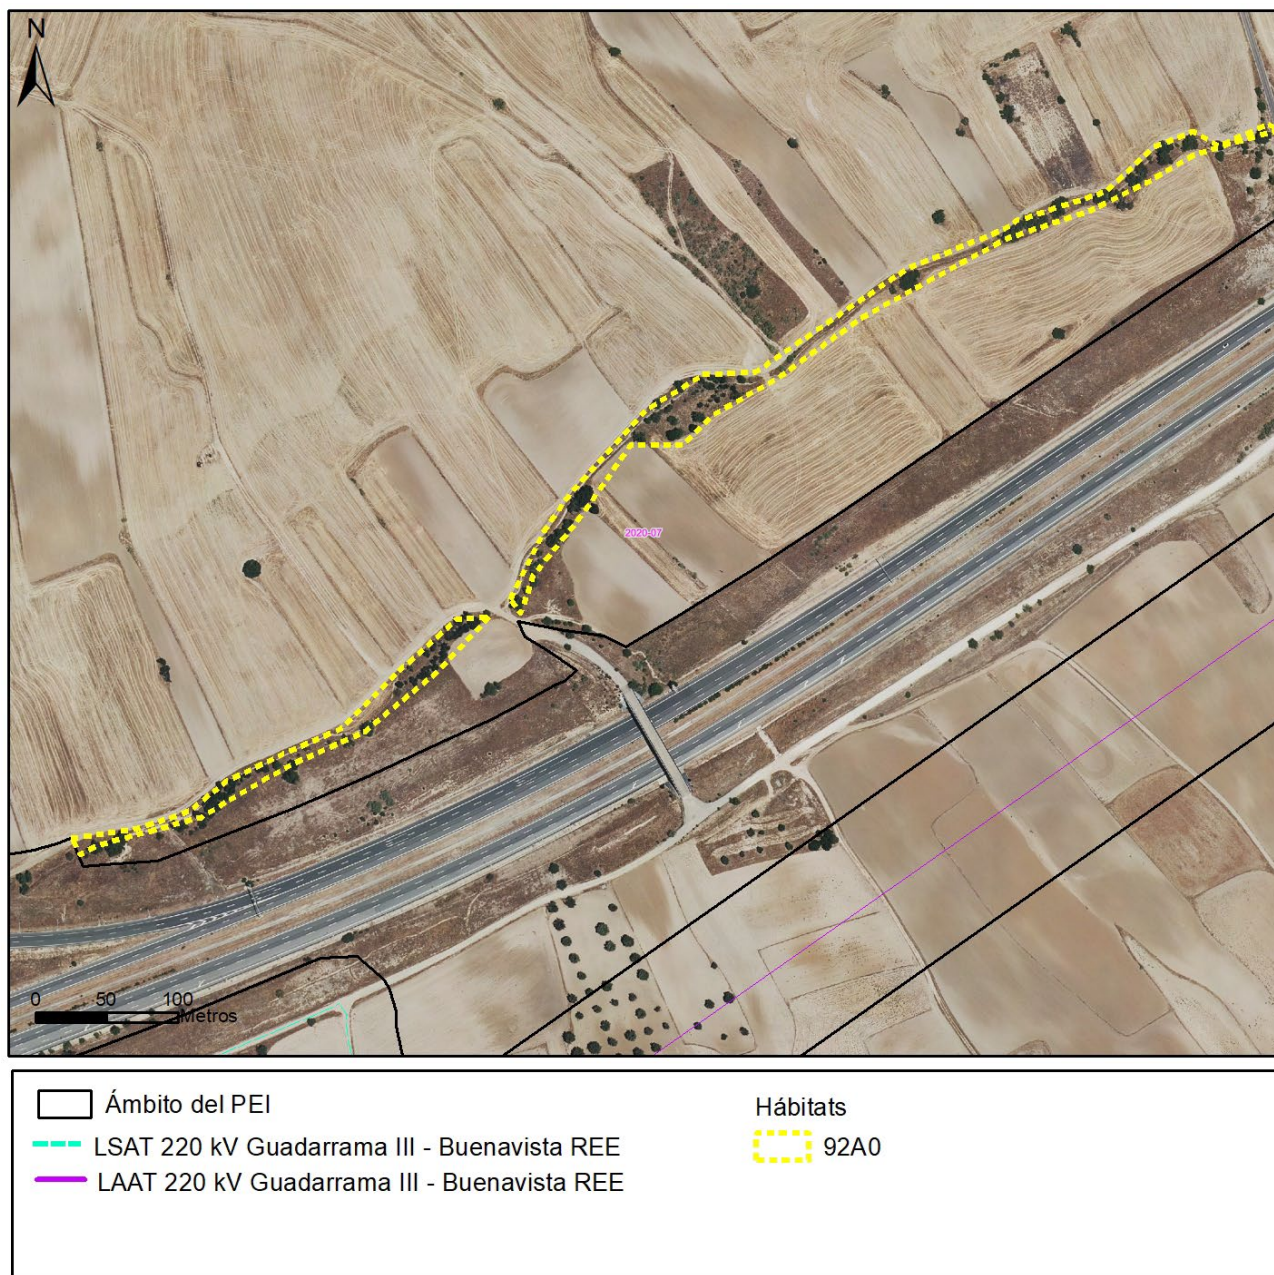 N
2020-07
0 50 100
Metros
Ámbito del PEI
LSAT 220 kV Guadarrama III - Buenavista REE
LAAT 220 kV Guadarrama III - Buenavista REE
Hábitats
92A0